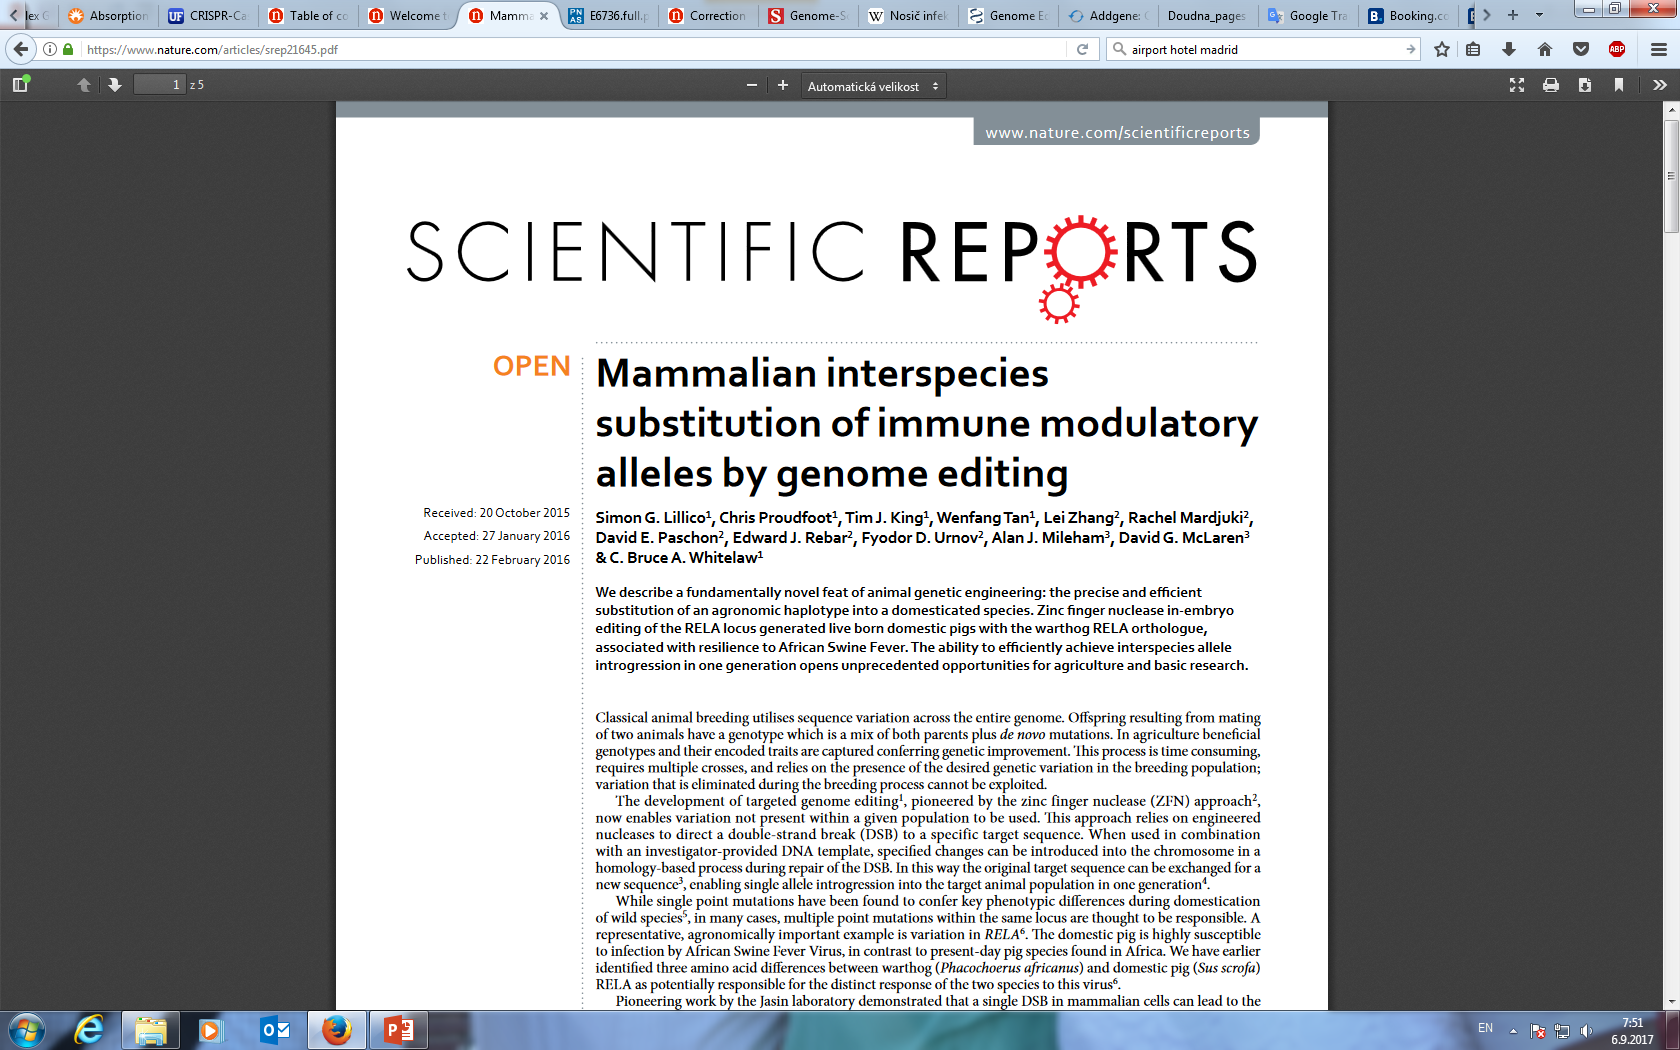 lex G
Absorption
CRISPR-Ca
Table of co
Welcome t
Mamma
E6736.full.p
Correction
Genome-S
Nosič infek
Genome Ed
Addgene: C
Doudna_pages
Google Tra
Booking.co
https://www.nature.com/articles/srep21645.pdf
airport hotel madrid
ABP
1 z 5
Automatická velikost
www.nature.com/scientificreports
SCIENTIFIC REPORTS
OPEN
Mammalian interspecies
substitution of immune modulatory
alleles by genome editing
Received: 20 October 2015
Accepted: 27 January 2016
Published: 22 February 2016
Simon G. Lillico1, Chris Proudfoot1, Tim J. King1, Wenfang Tan1, Lei Zhang2, Rachel Mardjuki2,
David E. Paschon2, Edward J. Rebar2, Fyodor D. Urnov2, Alan J. Mileham3, David G. McLaren3
& C. Bruce A. Whitelaw1
We describe a fundamentally novel feat of animal genetic engineering: the precise and efficient
substitution of an agronomic haplotype into a domesticated species. Zinc finger nuclease in-embryo
editing of the RELA locus generated live born domestic pigs with the warthog RELA orthologue,
associated with resilience to African Swine Fever. The ability to efficiently achieve interspecies allele
introgression in one generation opens unprecedented opportunities for agriculture and basic research.
Classical animal breeding utilises sequence variation across the entire genome. Offspring resulting from mating
of two animals have a genotype which is a mix of both parents plus de novo mutations. In agriculture beneficial
genotypes and their encoded traits are captured conferring genetic improvement. This process is time consuming,
requires multiple crosses, and relies on the presence of the desired genetic variation in the breeding population;
variation that is eliminated during the breeding process cannot be exploited.
The development of targeted genome editing1, pioneered by the zinc finger nuclease (ZFN) approach2,
now enables variation not present within a given population to be used. This approach relies on engineered
nucleases to direct a double-strand break (DSB) to a specific target sequence. When used in combination
with an investigator-provided DNA template, specified changes can be introduced into the chromosome in a
homology-based process during repair of the DSB. In this way the original target sequence can be exchanged for a
new sequence3, enabling single allele introgression into the target animal population in one generation4.
While single point mutations have been found to confer key phenotypic differences during domestication
of wild species5, in many cases, multiple point mutations within the same locus are thought to be responsible. A
representative, agronomically important example is variation in RELA6. The domestic pig is highly susceptible
to infection by African Swine Fever Virus, in contrast to present-day pig species found in Africa. We have earlier
identified three amino acid differences between warthog (Phacochoerus africanus) and domestic pig (Sus scrofa)
RELA as potentially responsible for the distinct response of the two species to this virus6.
Pioneering work by the Jasin laboratory demonstrated that a single DSB in mammalian cells can lead to the
EN
7:51
6.9.2017